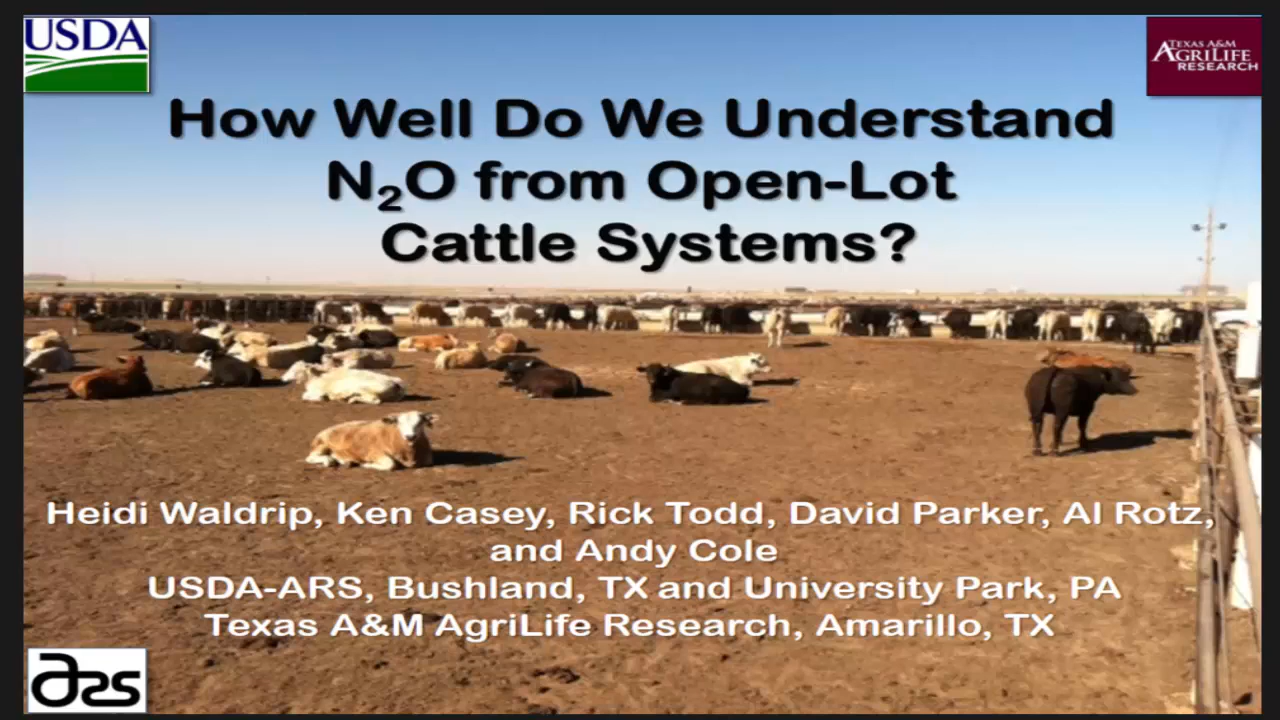 USDA
TEXAS A&M
AGRILIFE
RESEARCH
How Well Do We Understand
N₂O from Open-Lot
Cattle Systems?
Heidi Waldrip, Ken Casey, Rick Todd, David Parker, Al Rotz,
and Andy Cole
USDA-ARS, Bushland, TX and University Park, PA
Texas A&M AgriLife Research, Amarillo, TX
ars